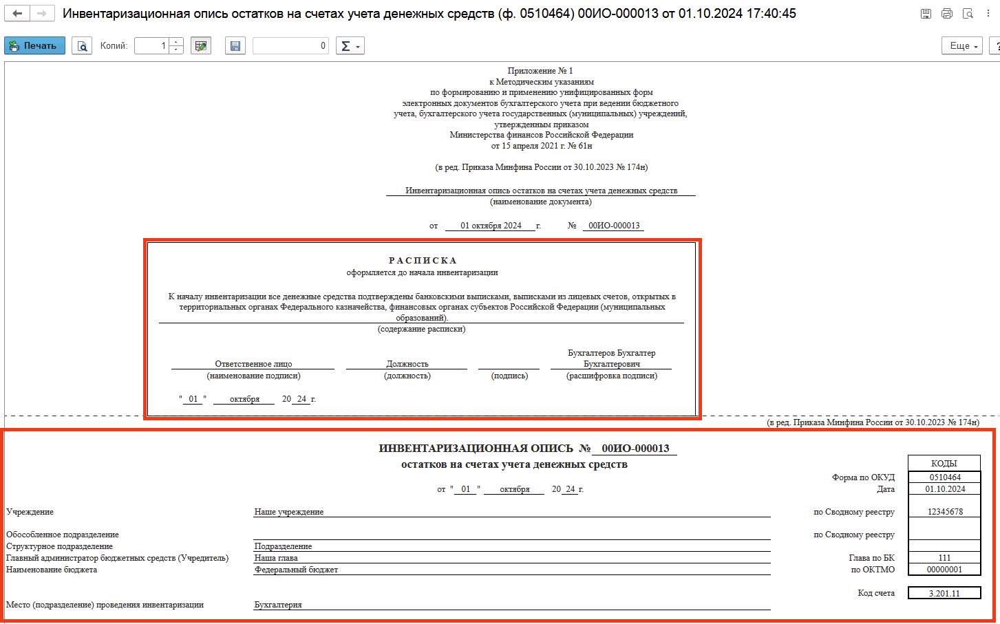 Инвентаризационная опись остатков на счетах учета денежных средств (ф. 0510464) 00ИО-000013 от 01.10.2024 17:40:45
Печать Копий: 1 0 Σ Еще ?
Приложение № 1
к Методическим указаниям
по формированию и применению унифицированных форм
электронных документов бухгалтерского учета при ведении бюджетного
учета, бухгалтерского учета государственных (муниципальных) учреждений,
утвержденным приказом
Министерства финансов Российской Федерации
от 15 апреля 2021 г. № 61н
(в ред. Приказа Минфина России от 30.10.2023 № 174н)
Инвентаризационная опись остатков на счетах учета денежных средств
(наименование документа)
от 01 октября 2024 г. № 00ИО-000013
Р А С П И С К А
оформляется до начала инвентаризации
К началу инвентаризации все денежные средства подтверждены банковскими выписками, выписками из лицевых счетов, открытых в
территориальных органах Федерального казначейства, финансовых органах субъектов Российской Федерации (муниципальных
образований).
(содержание расписки)
Бухгалтеров Бухгалтер
Ответственное лицо Должность Бухгалтерович
(наименование подписи) (должность) (подпись) (расшифровка подписи)
" 01 " октября 20 24 г.
(в ред. Приказа Минфина России от 30.10.2023 № 174н)
ИНВЕНТАРИЗАЦИОННАЯ ОПИСЬ № 00ИО-000013
остатков на счетах учета денежных средств
КОДЫ
Форма по ОКУД 0510464
от " 01 " октября 20 24 г. Дата 01.10.2024
Учреждение Наше учреждение по Сводному реестру 12345678
Обособленное подразделение по Сводному реестру
Структурное подразделение Подразделение
Главный администратор бюджетных средств (Учредитель) Наша глава Глава по БК 111
Наименование бюджета Федеральный бюджет по ОКТМО 00000001
Код счета 3.201.11
Место (подразделение) проведения инвентаризации Бухгалтерия